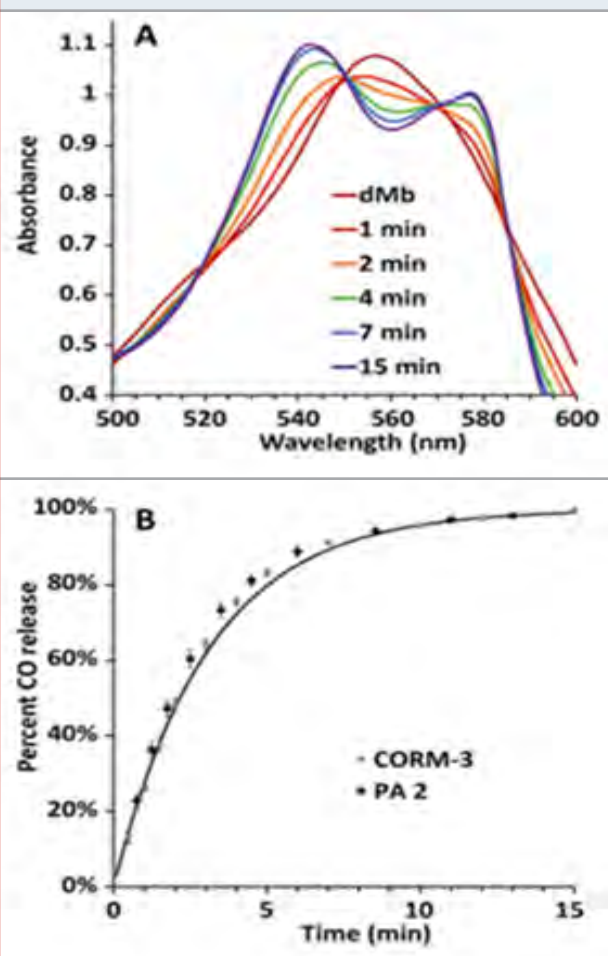 A
1.1
1
0.9
0.8
0.7
0.6
0.5
0.4
Absorbance
dMb
1 min
2 min
4 min
7 min
15 min
500 520 540 560 580 600
Wavelength (nm)
B
100%
80%
60%
40%
20%
0%
Percent CO release
CORM-3
PA 2
0 5 10 15
Time (min)